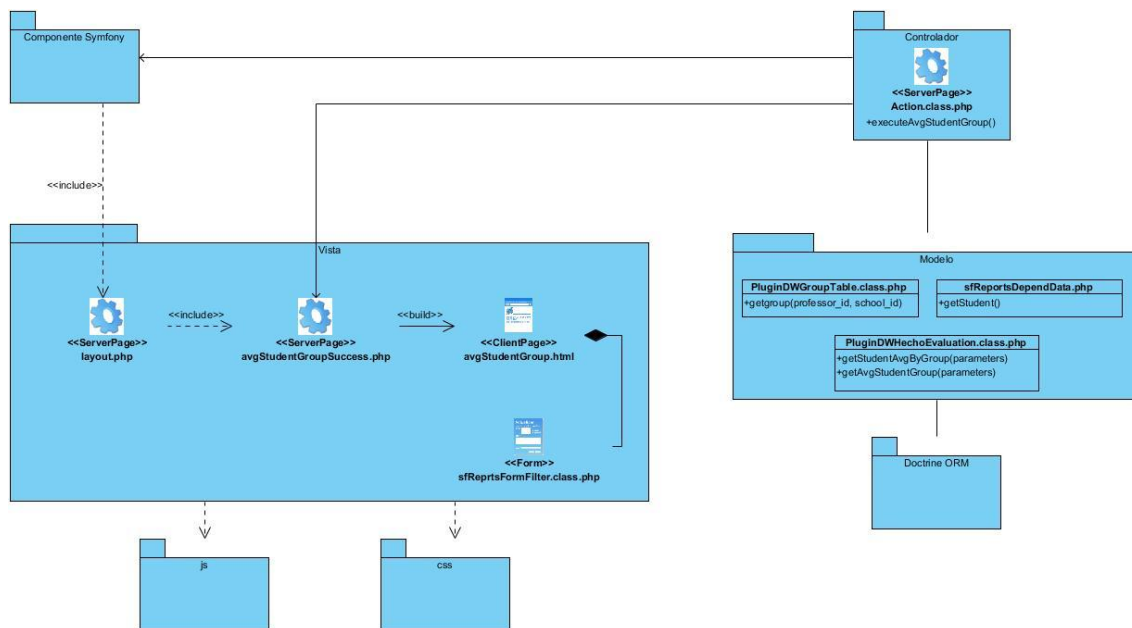 Componente Symfony
Controlador
<<ServerPage>>
Action.class.php
+executeAvgStudentGroup()
<<include>>
Vista
<<include>>
<<build>>
<<ServerPage>>
layout.php
<<ServerPage>>
avgStudentGroupSuccess.php
<<ClientPage>>
avgStudentGroup.html
<<Form>>
sfReprtsFormFilter.class.php
Modelo
PluginDWGroupTable.class.php
+getgroup(professor_id, school_id)
sfReportsDependData.php
+getStudent()
PluginDWHechoEvaluation.class.php
+getStudentAvgByGroup(parameters)
+getAvgStudentGroup(parameters)
Doctrine ORM
js
css